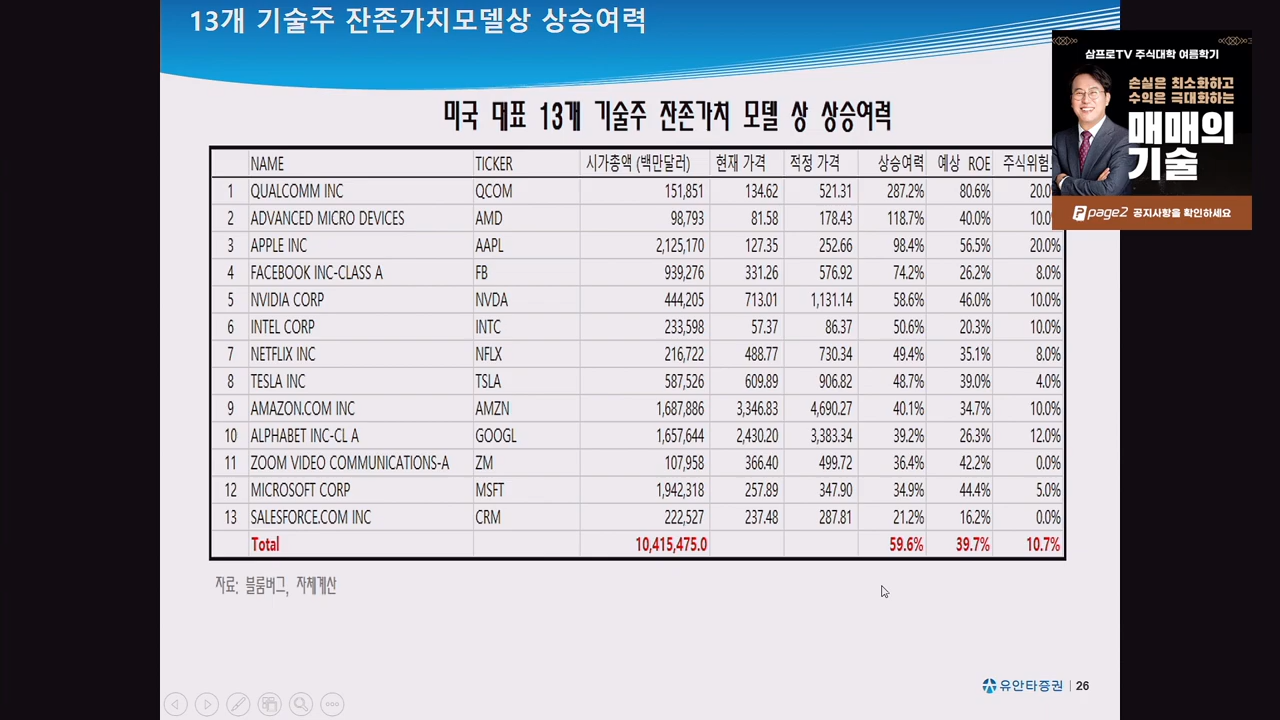 13개 기술주 잔존가치모델상 상승여력
삼프로TV 주식대학 여름학기
손실은 최소화하고
수익은 극대화하는
매매의
기술
page2 공지사항을 확인하세요
미국 대표 13개 기술주 잔존가치 모델 상 상승여력
NAME TICKER 시가총액 (백만달러) 현재 가격 적정 가격 상승여력 예상 ROE 주식위험
1 QUALCOMM INC QCOM 151,851 134.62 521.31 287.2% 80.6% 20.0
2 ADVANCED MICRO DEVICES AMD 98,793 81.58 178.43 118.7% 40.0% 10.0%
3 APPLE INC AAPL 2,125,170 127.35 252.66 98.4% 56.5% 20.0%
4 FACEBOOK INC-CLASS A FB 939,276 331.26 576.92 74.2% 26.2% 8.0%
5 NVIDIA CORP NVDA 444,205 713.01 1,131.14 58.6% 46.0% 10.0%
6 INTEL CORP INTC 233,598 57.37 86.37 50.6% 20.3% 10.0%
7 NETFLIX INC NFLX 216,722 488.77 730.34 49.4% 35.1% 8.0%
8 TESLA INC TSLA 587,526 609.89 906.82 48.7% 39.0% 4.0%
9 AMAZON.COM INC AMZN 1,687,886 3,346.83 4,690.27 40.1% 34.7% 10.0%
10 ALPHABET INC-CL A GOOGL 1,657,644 2,430.20 3,383.34 39.2% 26.3% 12.0%
11 ZOOM VIDEO COMMUNICATIONS-A ZM 107,958 366.40 499.72 36.4% 42.2% 0.0%
12 MICROSOFT CORP MSFT 1,942,318 257.89 347.90 34.9% 44.4% 5.0%
13 SALESFORCE.COM INC CRM 222,527 237.48 287.81 21.2% 16.2% 0.0%
Total 10,415,475.0 59.6% 39.7% 10.7%
자료: 블룸버그, 자체계산
유안타증권 26